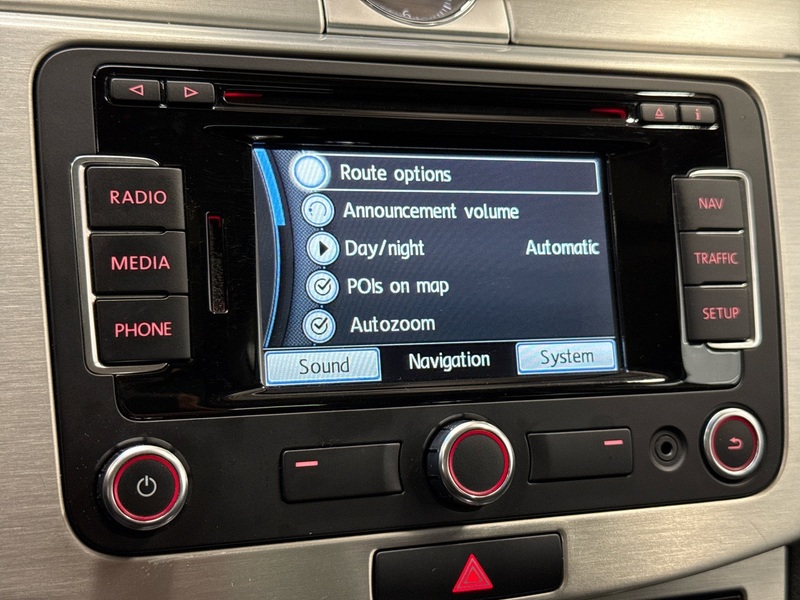 RADIO
MEDIA
PHONE
Route options
Announcement volume
Day/night Automatic
POIs on map
Autozoom
Sound Navigation System
NAV
TRAFFIC
SETUP